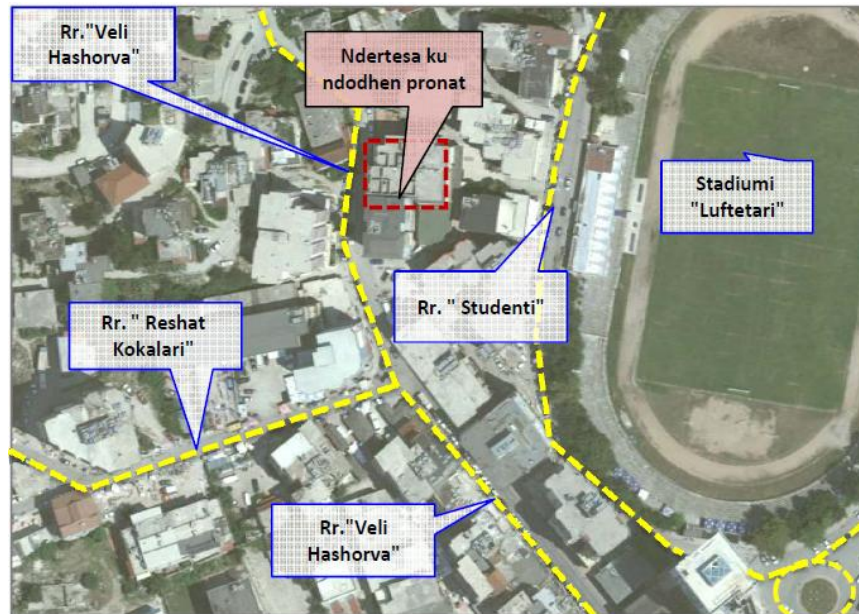 Rr."Veli
Hashorva"
Ndertesa ku
ndodhen pronat
Stadiumi
"Luftetari"
Rr. " Studenti"
Rr. " Reshat
Kokalari"
Rr."Veli
Hashorva"